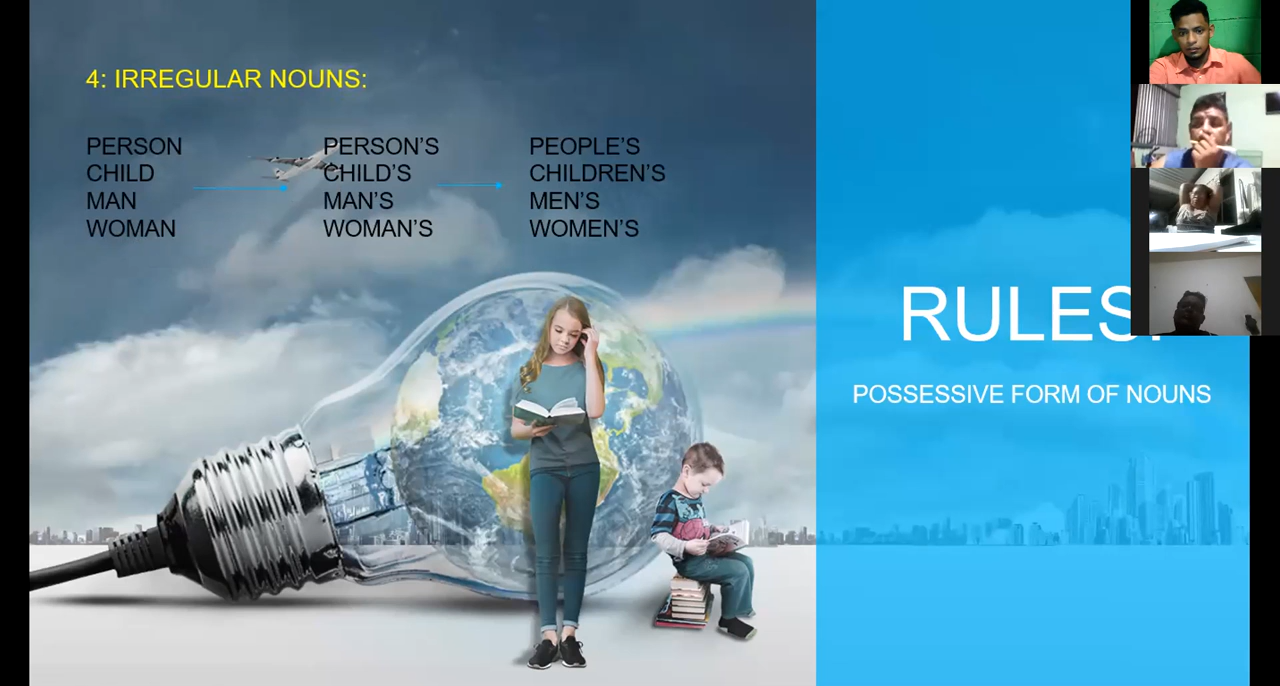 4: IRREGULAR NOUNS:
PERSON PERSON’S PEOPLE’S
CHILD CHILD’S CHILDREN’S
MAN MAN’S MEN’S
WOMAN WOMAN’S WOMEN’S
RULES:
POSSESSIVE FORM OF NOUNS